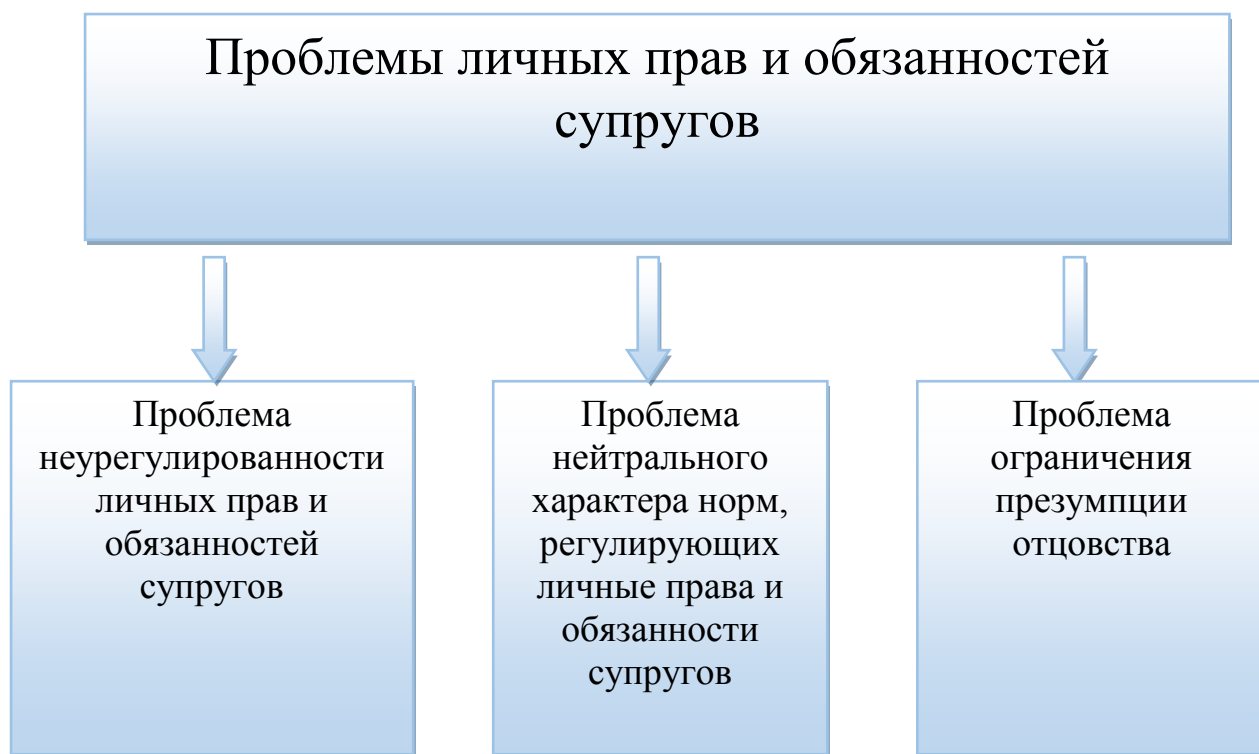 Проблемы личных прав и обязанностей
супругов
Проблема
неурегулированности
личных прав и
обязанностей
супругов
Проблема
нейтрального
характера норм,
регулирующих
личные права и
обязанности
супругов
Проблема
ограничения
презумпции
отцовства